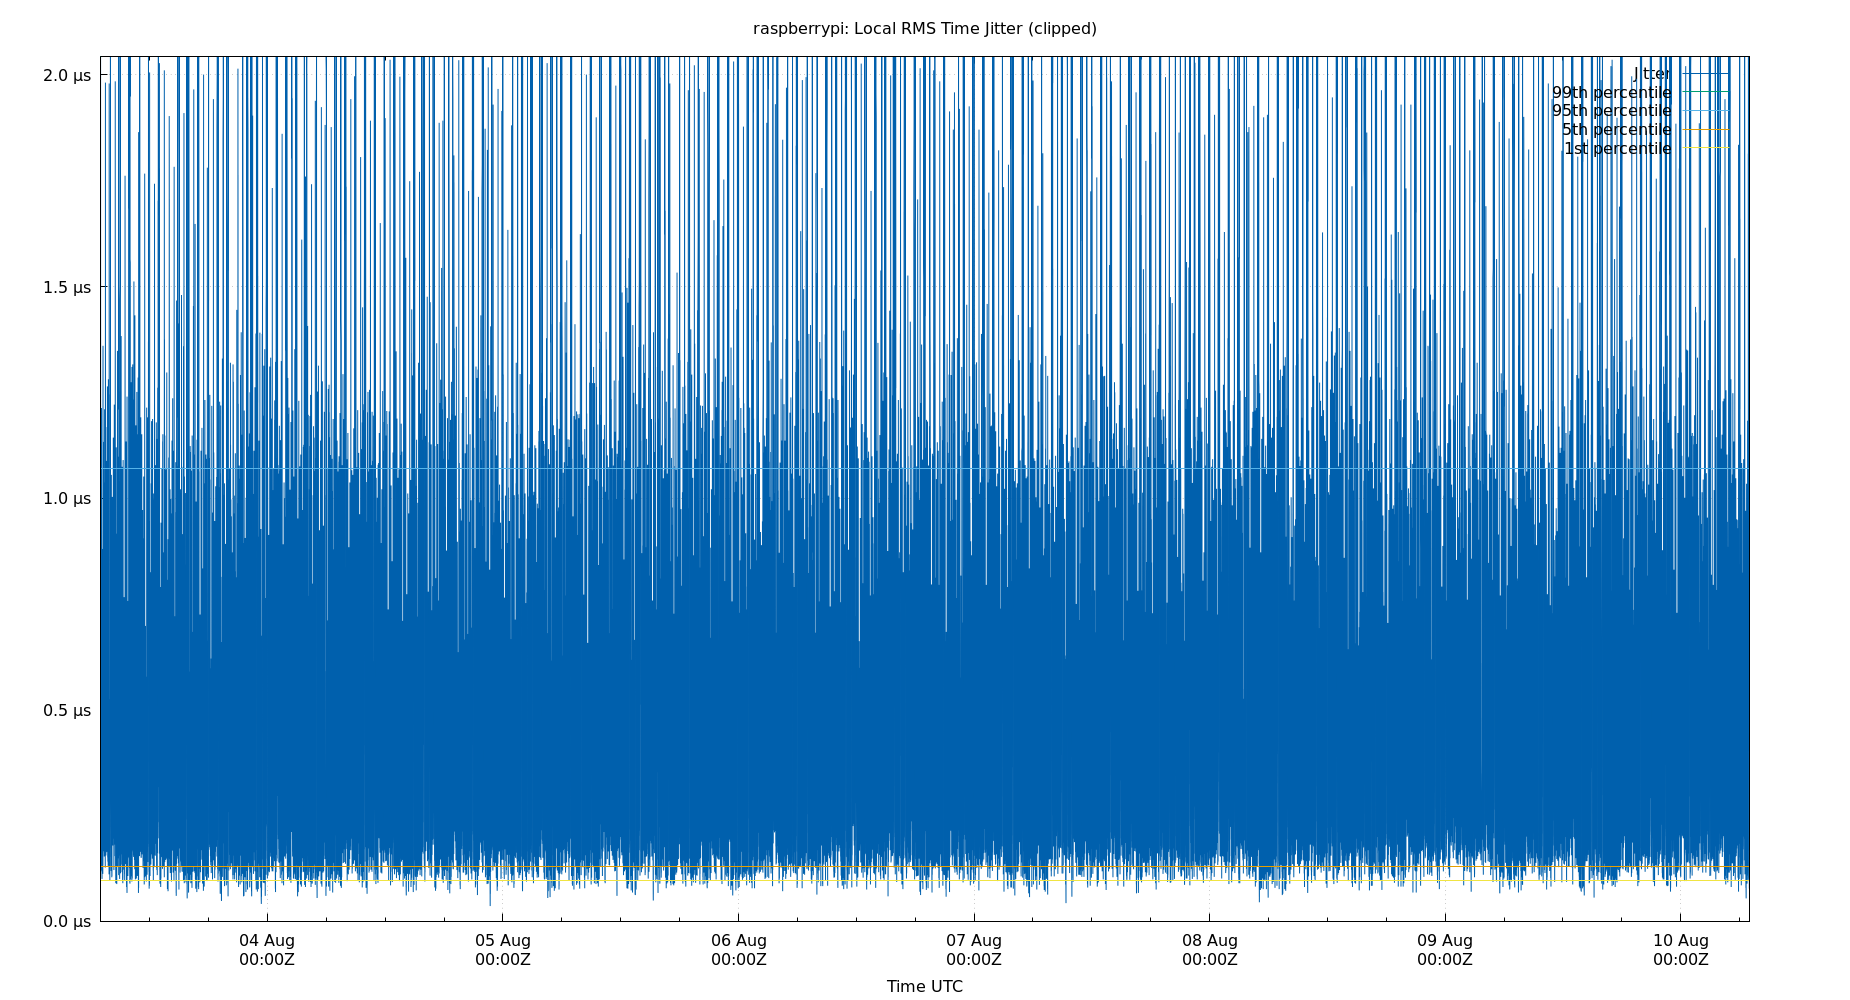 raspberrypi: Local RMS Time Jitter (clipped)
2.0 µs
1.5 µs
1.0 µs
0.5 µs
0.0 µs
Jitter
99th percentile
95th percentile
5th percentile
1st percentile
04 Aug
00:00Z
05 Aug
00:00Z
06 Aug
00:00Z
07 Aug
00:00Z
08 Aug
00:00Z
09 Aug
00:00Z
10 Aug
00:00Z
Time UTC